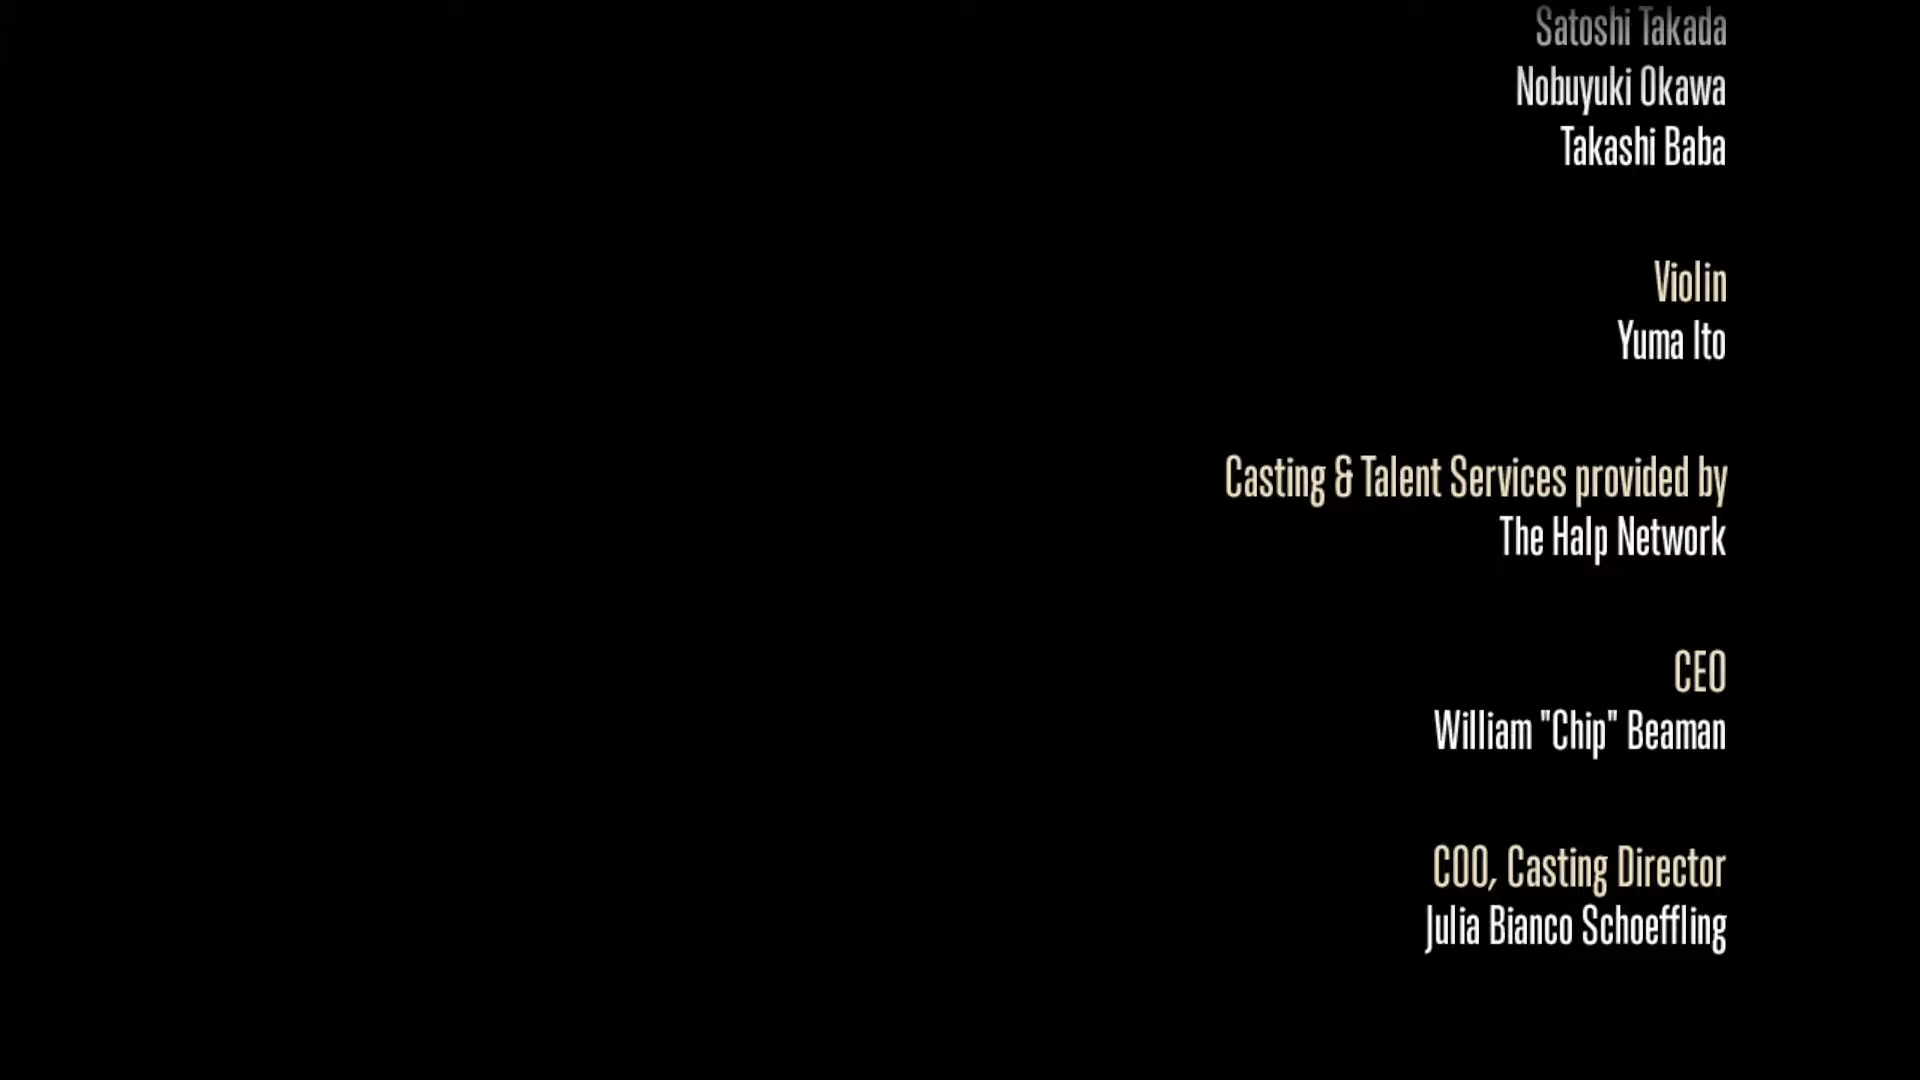 Satoshi Takada
Nobuyuki Okawa
Takashi Baba
Violin
Yuma Ito
Casting & Talent Services provided by
The Halp Network
CEO
William "Chip" Beaman
COO, Casting Director
Julia Bianco Schoeffling